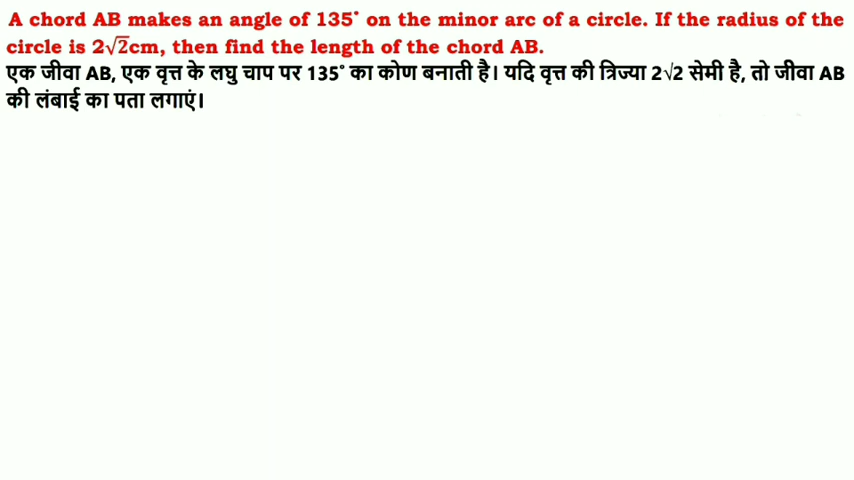 A chord AB makes an angle of 135° on the minor arc of a circle. If the radius of the
circle is 2√2cm, then find the length of the chord AB.
एक जीवा AB, एक वृत्त के लघु चाप पर 135° का कोण बनाती है। यदि वृत्त की त्रिज्या 2√2 सेमी है, तो जीवा AB
की लंबाई का पता लगाएं।